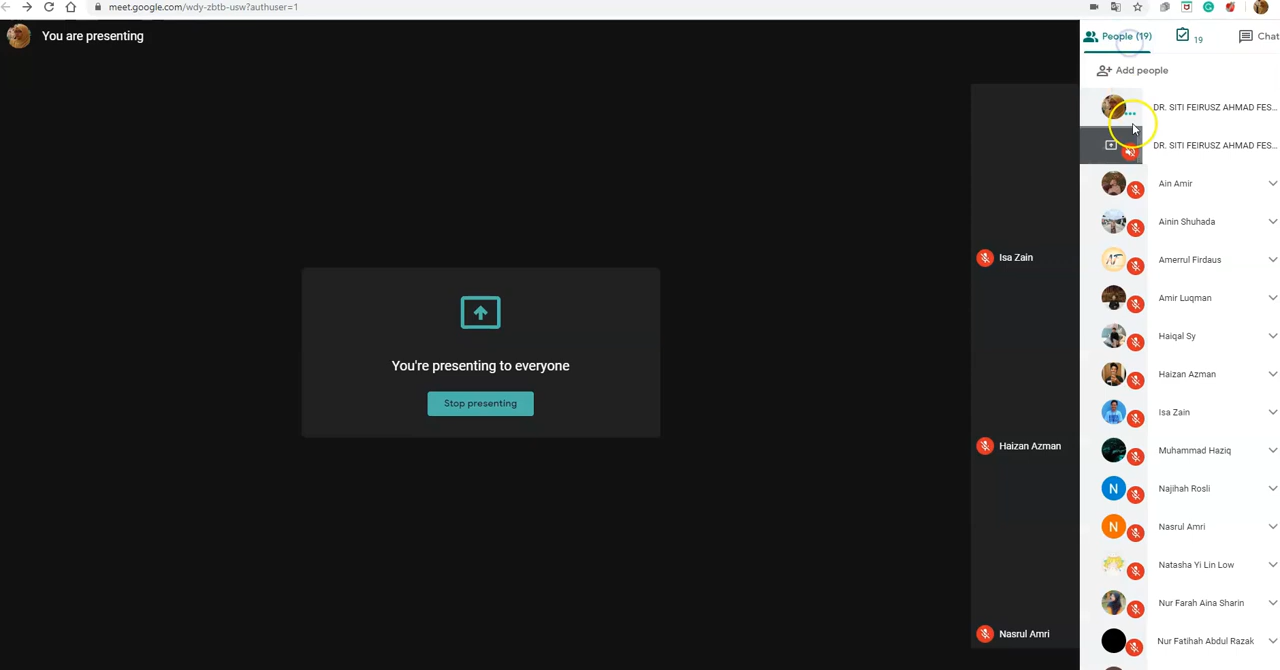 meet.google.com/wdy-zbtb-usw?authuser=1
You are presenting
People (19)
19
Chat
Add people
DR. SITI FEIRUSZ AHMAD FES...
DR. SITI FEIRUSZ AHMAD FES...
Ain Amir
Ainin Shuhada
Amerrul Firdaus
Amir Luqman
Haiqal Sy
Haizan Azman
Isa Zain
Muhammad Haziq
N
Najihah Rosli
N
Nasrul Amri
Natasha Yi Lin Low
Nur Farah Aina Sharin
Nur Fatihah Abdul Razak
Isa Zain
Haizan Azman
Nasrul Amri
You're presenting to everyone
Stop presenting